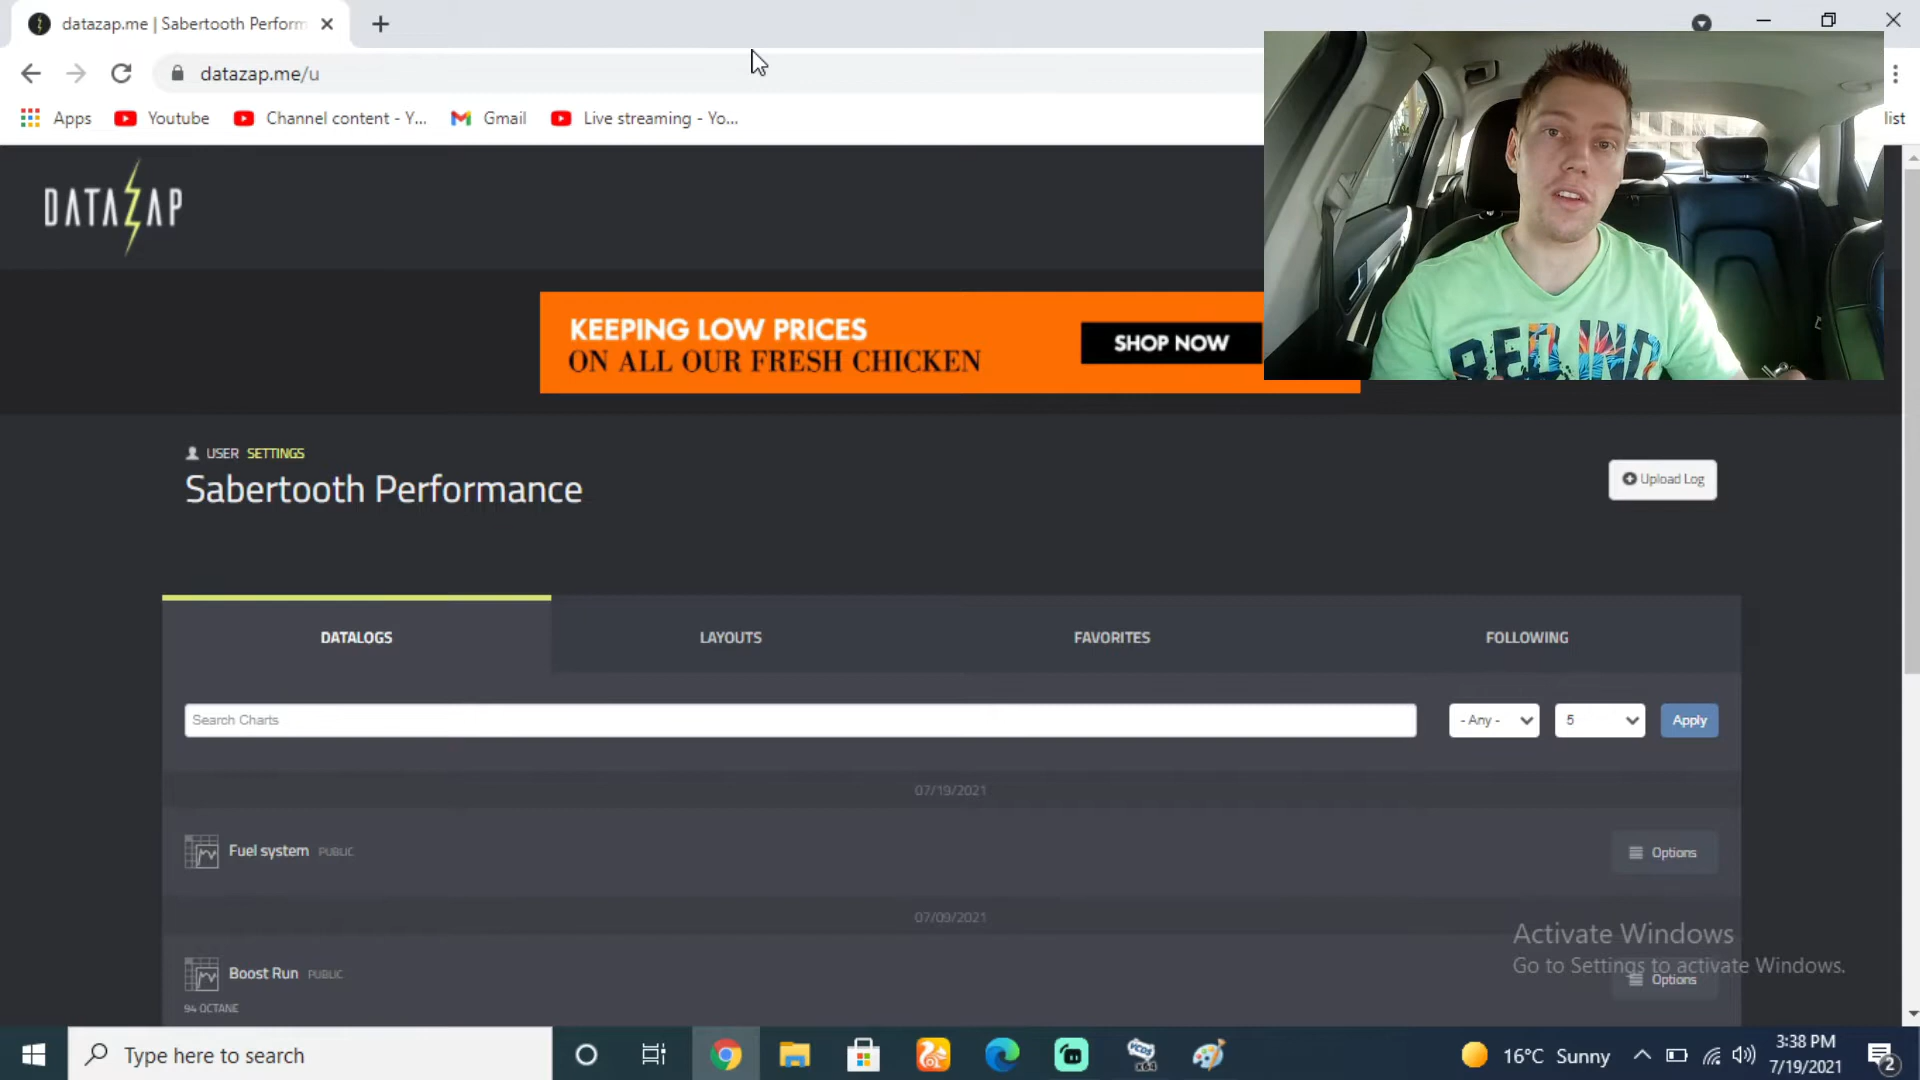 datazap.me | Sabertooth Perform
datazap.me/u
Apps
Youtube
Channel content - Y...
Gmail
Live streaming - Yo...
list
DATAZAP
KEEPING LOW PRICES
ON ALL OUR FRESH CHICKEN
SHOP NOW
USER SETTINGS
Sabertooth Performance
Upload Log
DATALOGS
LAYOUTS
FAVORITES
FOLLOWING
Search Charts
- Any -
5
Apply
07/19/2021
Fuel system PUBLIC
Options
07/09/2021
Boost Run PUBLIC
Options
94 OCTANE
Activate Windows
Go to Settings to activate Windows.
Type here to search
VCDS
x64
16°C Sunny
3:38 PM
7/19/2021
2